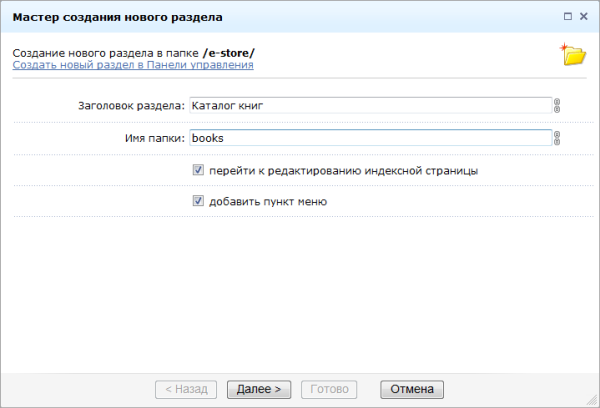 Мастер создания нового раздела
Создание нового раздела в папке /e-store/
Создать новый раздел в Панели управления
Заголовок раздела: Каталог книг
Имя папки: books
перейти к редактированию индексной страницы
добавить пункт меню
< Назад Далее > Готово Отмена